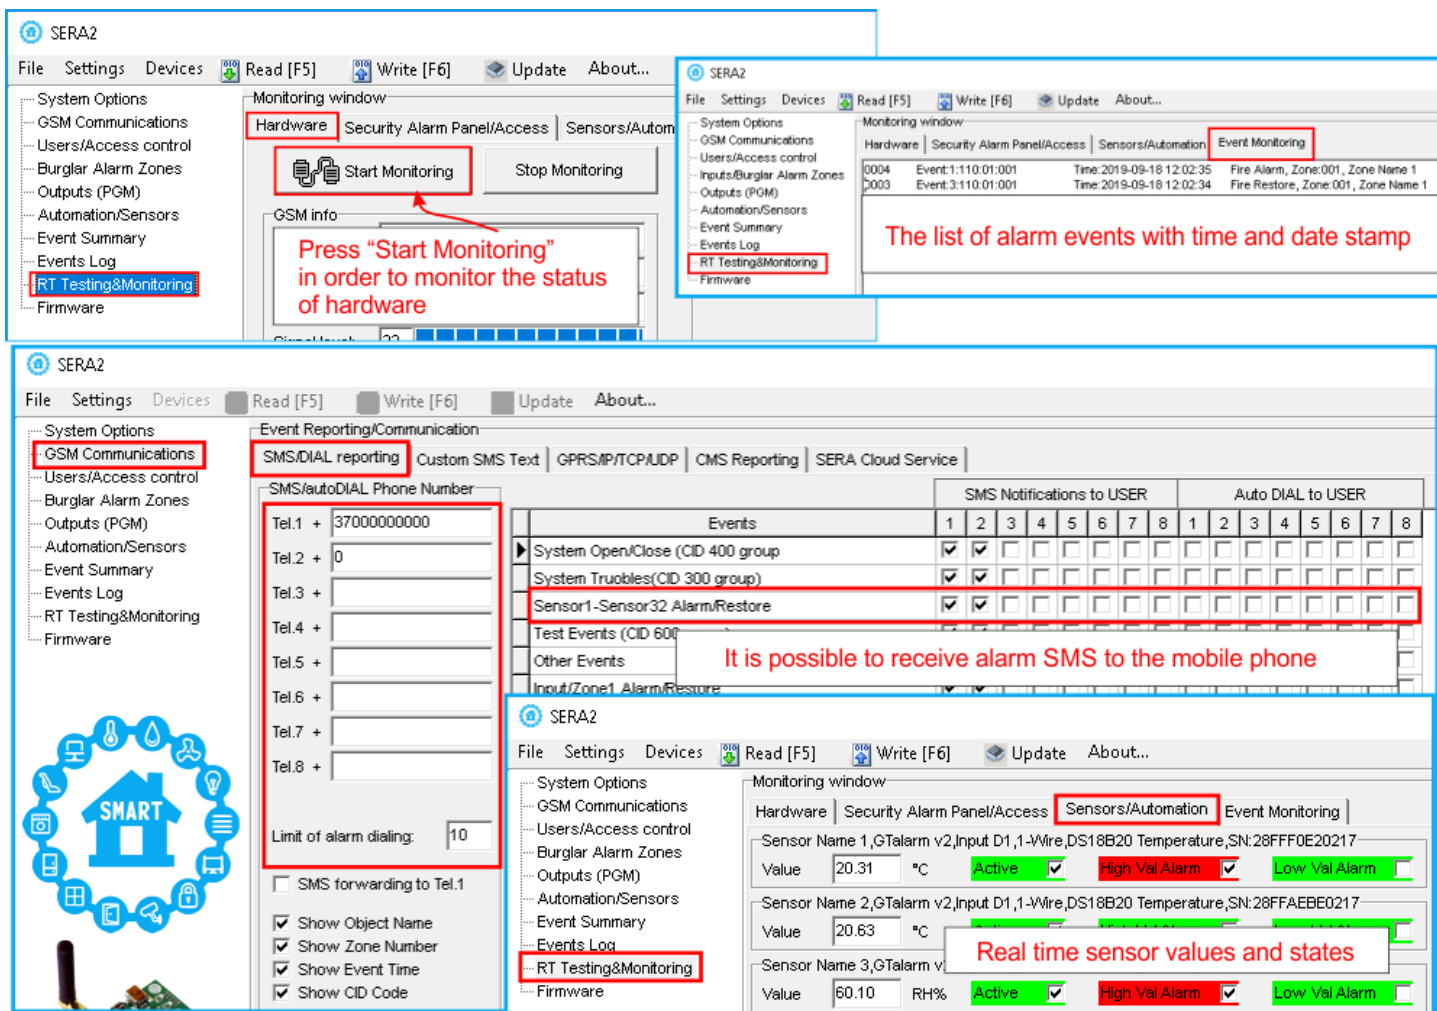 SERA2
File Settings Devices Read [F5] Write [F6] Update About...
System Options
GSM Communications
Users/Access control
Burglar Alarm Zones
Outputs (PGM)
Automation/Sensors
Event Summary
Events Log
RT Testing&Monitoring
Firmware
Monitoring window
Hardware Security Alarm Panel/Access Sensors/Autom
Start Monitoring Stop Monitoring
GSM info
Press “Start Monitoring”
in order to monitor the status
of hardware
SERA2
File Settings Devices Read [F5] Write [F6] Update About...
System Options
GSM Communications
Users/Access control
Inputs/Burglar Alarm Zones
Outputs (PGM)
Automation/Sensors
Event Summary
Events Log
RT Testing&Monitoring
Firmware
Monitoring window
Hardware Security Alarm Panel/Access Sensors/Automation Event Monitoring
0004 Event:1:110:01:001 Time:2019-09-18 12:02:35 Fire Alarm, Zone:001, Zone Name 1
0003 Event:3:110:01:001 Time:2019-09-18 12:02:34 Fire Restore, Zone:001, Zone Name 1
The list of alarm events with time and date stamp
SERA2
File Settings Devices Read [F5] Write [F6] Update About...
System Options
GSM Communications
Users/Access control
Burglar Alarm Zones
Outputs (PGM)
Automation/Sensors
Event Summary
Events Log
RT Testing&Monitoring
Firmware
SMART
Event Reporting/Communication
SMS/DIAL reporting Custom SMS Text GPRS/IP/TCP/UDP CMS Reporting SERA Cloud Service
SMS/autoDIAL Phone Number
Tel.1 + 37000000000
Tel.2 + 0
Tel.3 +
Tel.4 +
Tel.5 +
Tel.6 +
Tel.7 +
Tel.8 +
Limit of alarm dialing: 10
SMS forwarding to Tel.1
Show Object Name
Show Zone Number
Show Event Time
Show CID Code
SMS Notifications to USER Auto DIAL to USER
Events 1 2 3 4 5 6 7 8 1 2 3 4 5 6 7 8
System Open/Close (CID 400 group
System Truobles(CID 300 group)
Sensor1-Sensor32 Alarm/Restore
Test Events (CID 600
Other Events
Input/Zone1 Alarm/Restore
It is possible to receive alarm SMS to the mobile phone
SERA2
File Settings Devices Read [F5] Write [F6] Update About...
System Options
GSM Communications
Users/Access control
Burglar Alarm Zones
Outputs (PGM)
Automation/Sensors
Event Summary
Events Log
RT Testing&Monitoring
Firmware
Monitoring window
Hardware Security Alarm Panel/Access Sensors/Automation Event Monitoring
Sensor Name 1,GTalarm v2,Input D1,1-Wire,DS18B20 Temperature,SN:28FFF0E20217
Value 20.31 °C Active High Val Alarm Low Val Alarm
Sensor Name 2,GTalarm v2,Input D1,1-Wire,DS18B20 Temperature,SN:28FFAEBE0217
Value 20.63 °C
Real time sensor values and states
Sensor Name 3,GTalarm v
Value 60.10 RH% Active High Val Alarm Low Val Alarm